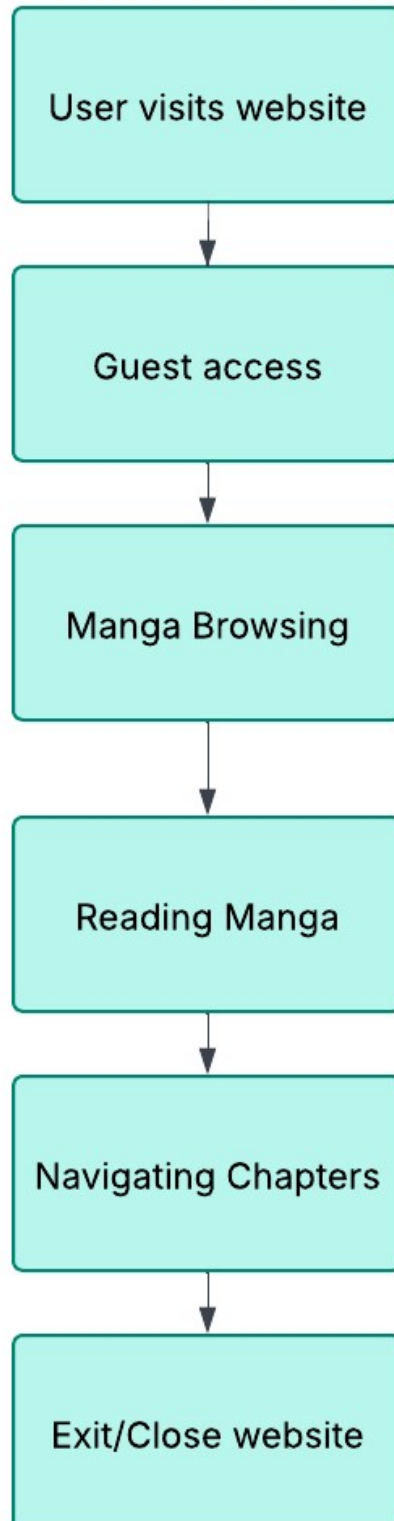 User visits website
Guest access
Manga Browsing
Reading Manga
Navigating Chapters
Exit/Close website